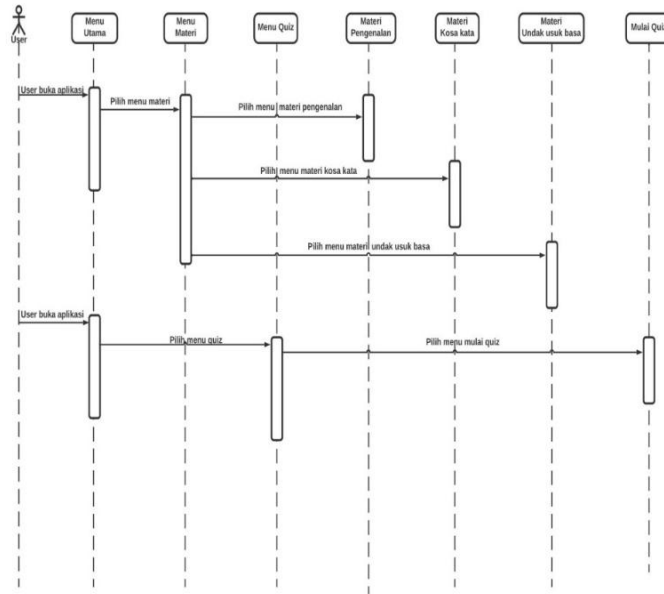 User
Menu
Utama
Menu
Materi
Menu Quiz
Materi
Pengenalan
Materi
Kosa kata
Materi
Undak usuk basa
Mulai Quiz
User buka aplikasi
Pilih menu materi
Pilih menu materi pengenalan
Pilih menu materi kosa kata
Pilih menu materi undak usuk basa
User buka aplikasi
Pilih menu quiz
Pilih menu mulai quiz